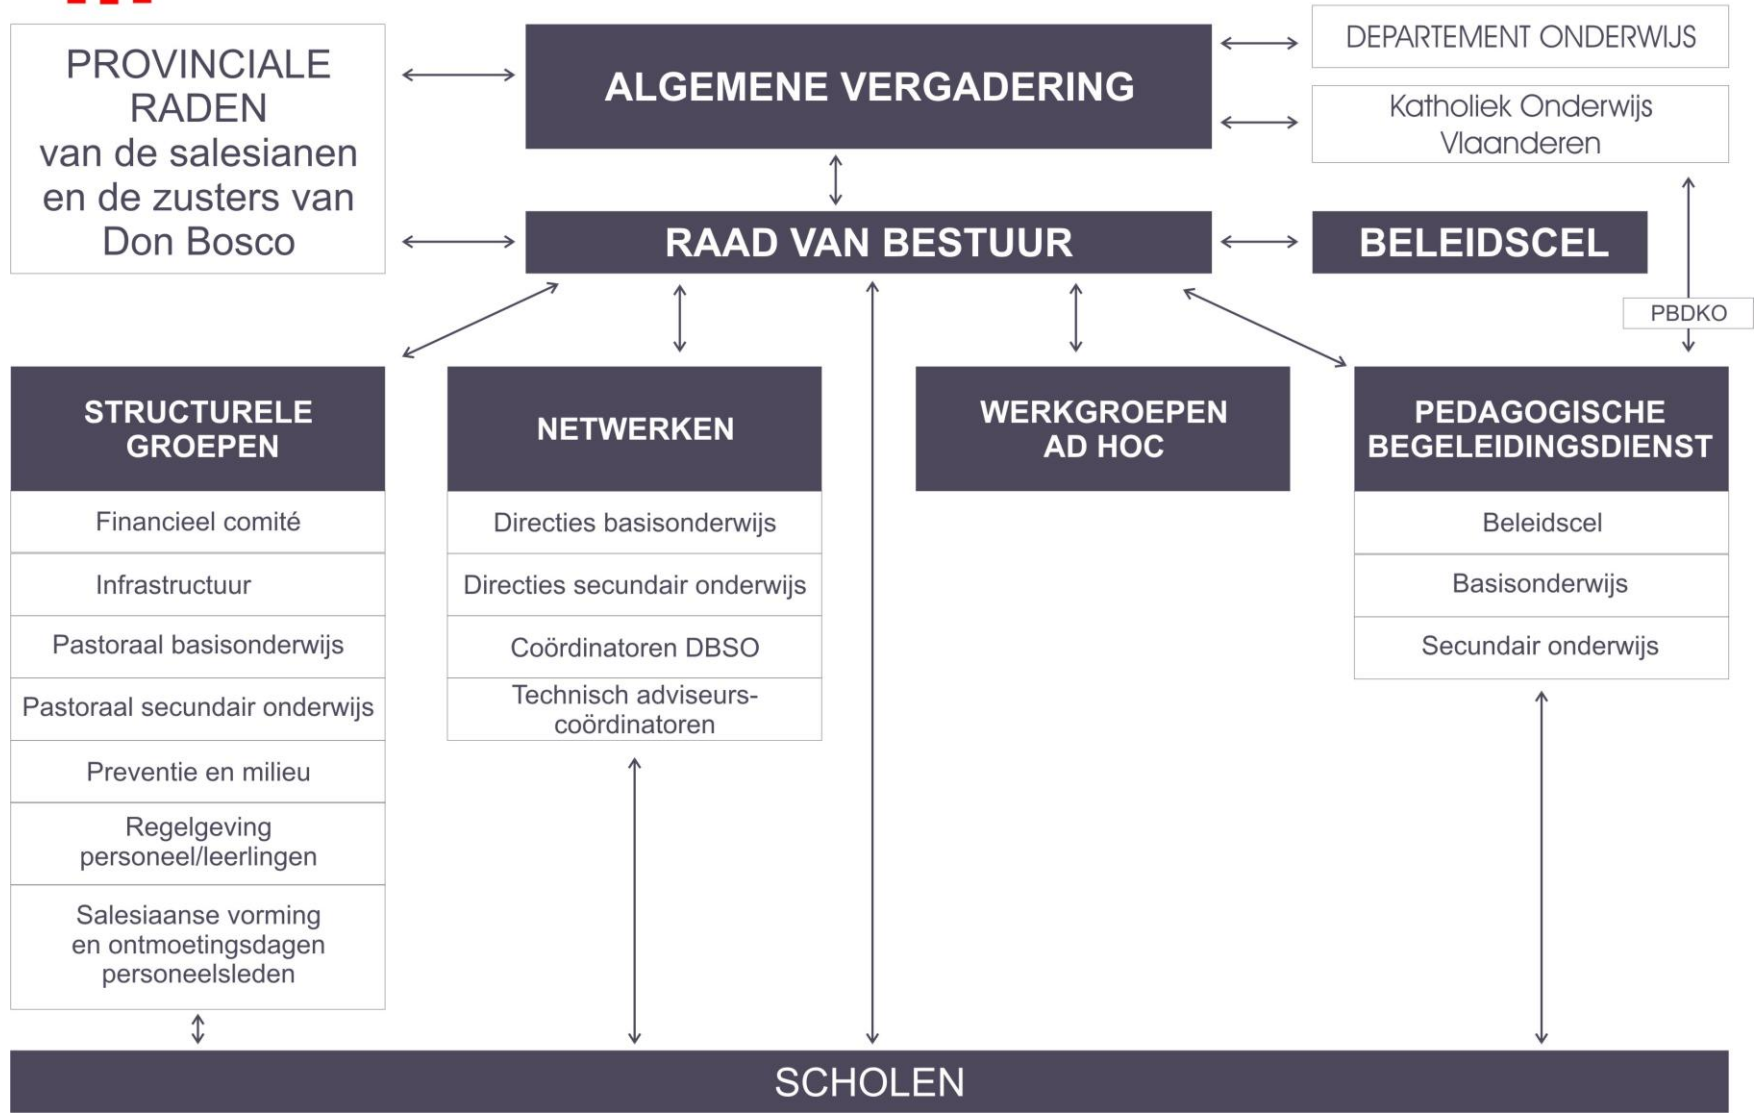 PROVINCIALE
RADEN
van de salesianen
en de zusters van
Don Bosco
ALGEMENE VERGADERING
DEPARTEMENT ONDERWIJS
Katholiek Onderwijs
Vlaanderen
RAAD VAN BESTUUR
BELEIDSCEL
PBDKO
STRUCTURELE
GROEPEN
Financieel comité
Infrastructuur
Pastoraal basisonderwijs
Pastoraal secundair onderwijs
Preventie en milieu
Regelgeving
personeel/leerlingen
Salesiaanse vorming
en ontmoetingsdagen
personeelsleden
NETWERKEN
Directies basisonderwijs
Directies secundair onderwijs
Coördinatoren DBSO
Technisch adviseurs-
coördinatoren
WERKGROEPEN
AD HOC
PEDAGOGISCHE
BEGELEIDINGSDIENST
Beleidscel
Basisonderwijs
Secundair onderwijs
SCHOLEN